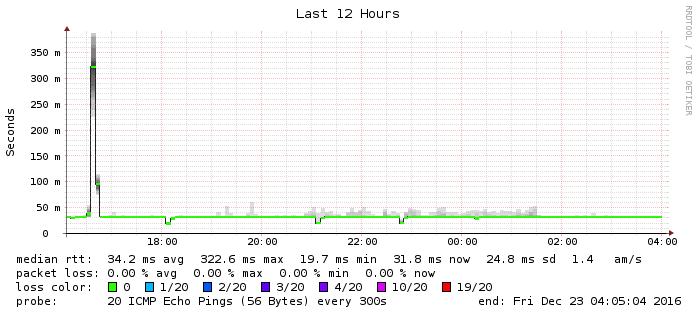 Last 12 Hours
RRDTOOL / TOBI OETIKER
Seconds
350 m
300 m
250 m
200 m
150 m
100 m
50 m
0
18:00 20:00 22:00 00:00 02:00 04:00
median rtt: 34.2 ms avg 322.6 ms max 19.7 ms min 31.8 ms now 24.8 ms sd 1.4 am/s
packet loss: 0.00 % avg 0.00 % max 0.00 % min 0.00 % now
loss color: 0 1/20 2/20 3/20 4/20 10/20 19/20
probe: 20 ICMP Echo Pings (56 Bytes) every 300s end: Fri Dec 23 04:05:04 2016